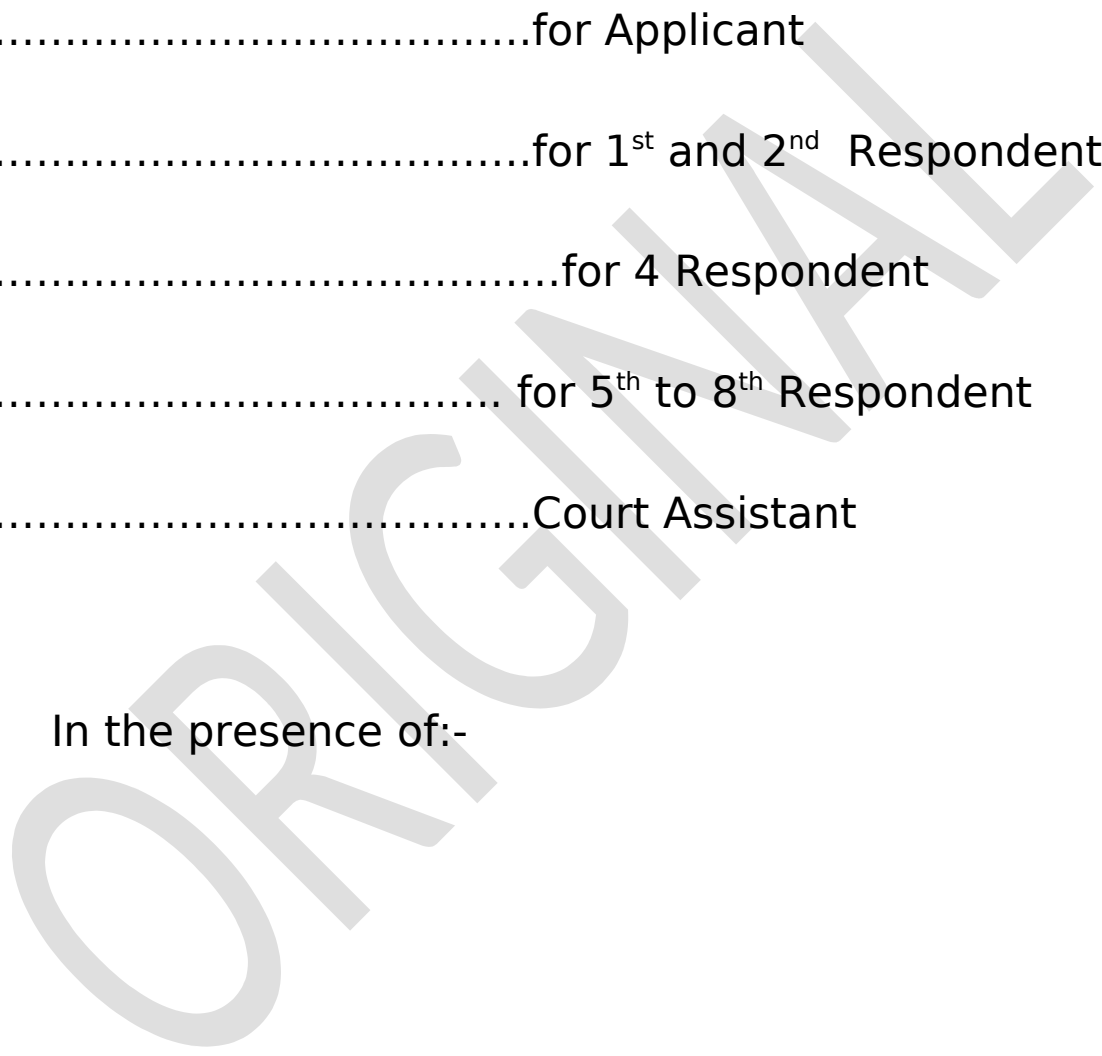 ....................................for Applicant
....................................for 1st and 2nd Respondent
......................................for 4 Respondent
.................................. for 5th to 8th Respondent
....................................Court Assistant
In the presence of:-
ORIGINAL